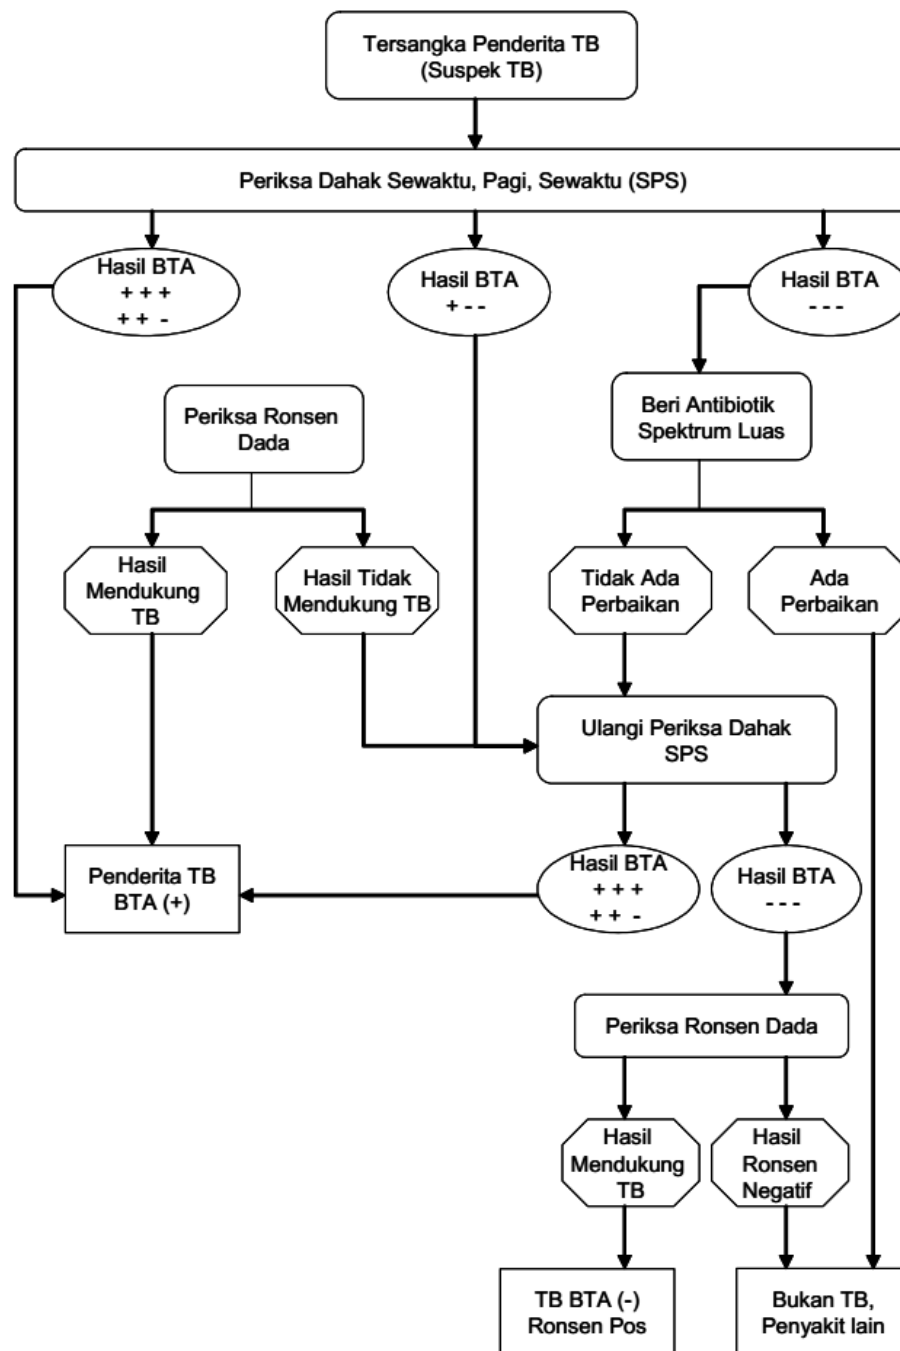 Tersangka Penderita TB
(Suspek TB)
Periksa Dahak Sewaktu, Pagi, Sewaktu (SPS)
Hasil BTA
+ + +
+ + -
Hasil BTA
+ - -
Hasil BTA
- - -
Periksa Ronsen
Dada
Beri Antibiotik
Spektrum Luas
Hasil
Mendukung
TB
Hasil Tidak
Mendukung TB
Tidak Ada
Perbaikan
Ada
Perbaikan
Ulangi Periksa Dahak
SPS
Penderita TB
BTA (+)
Hasil BTA
+ + +
+ + -
Hasil BTA
- - -
Periksa Ronsen Dada
Hasil
Mendukung
TB
Hasil
Ronsen
Negatif
TB BTA (-)
Ronsen Pos
Bukan TB,
Penyakit lain